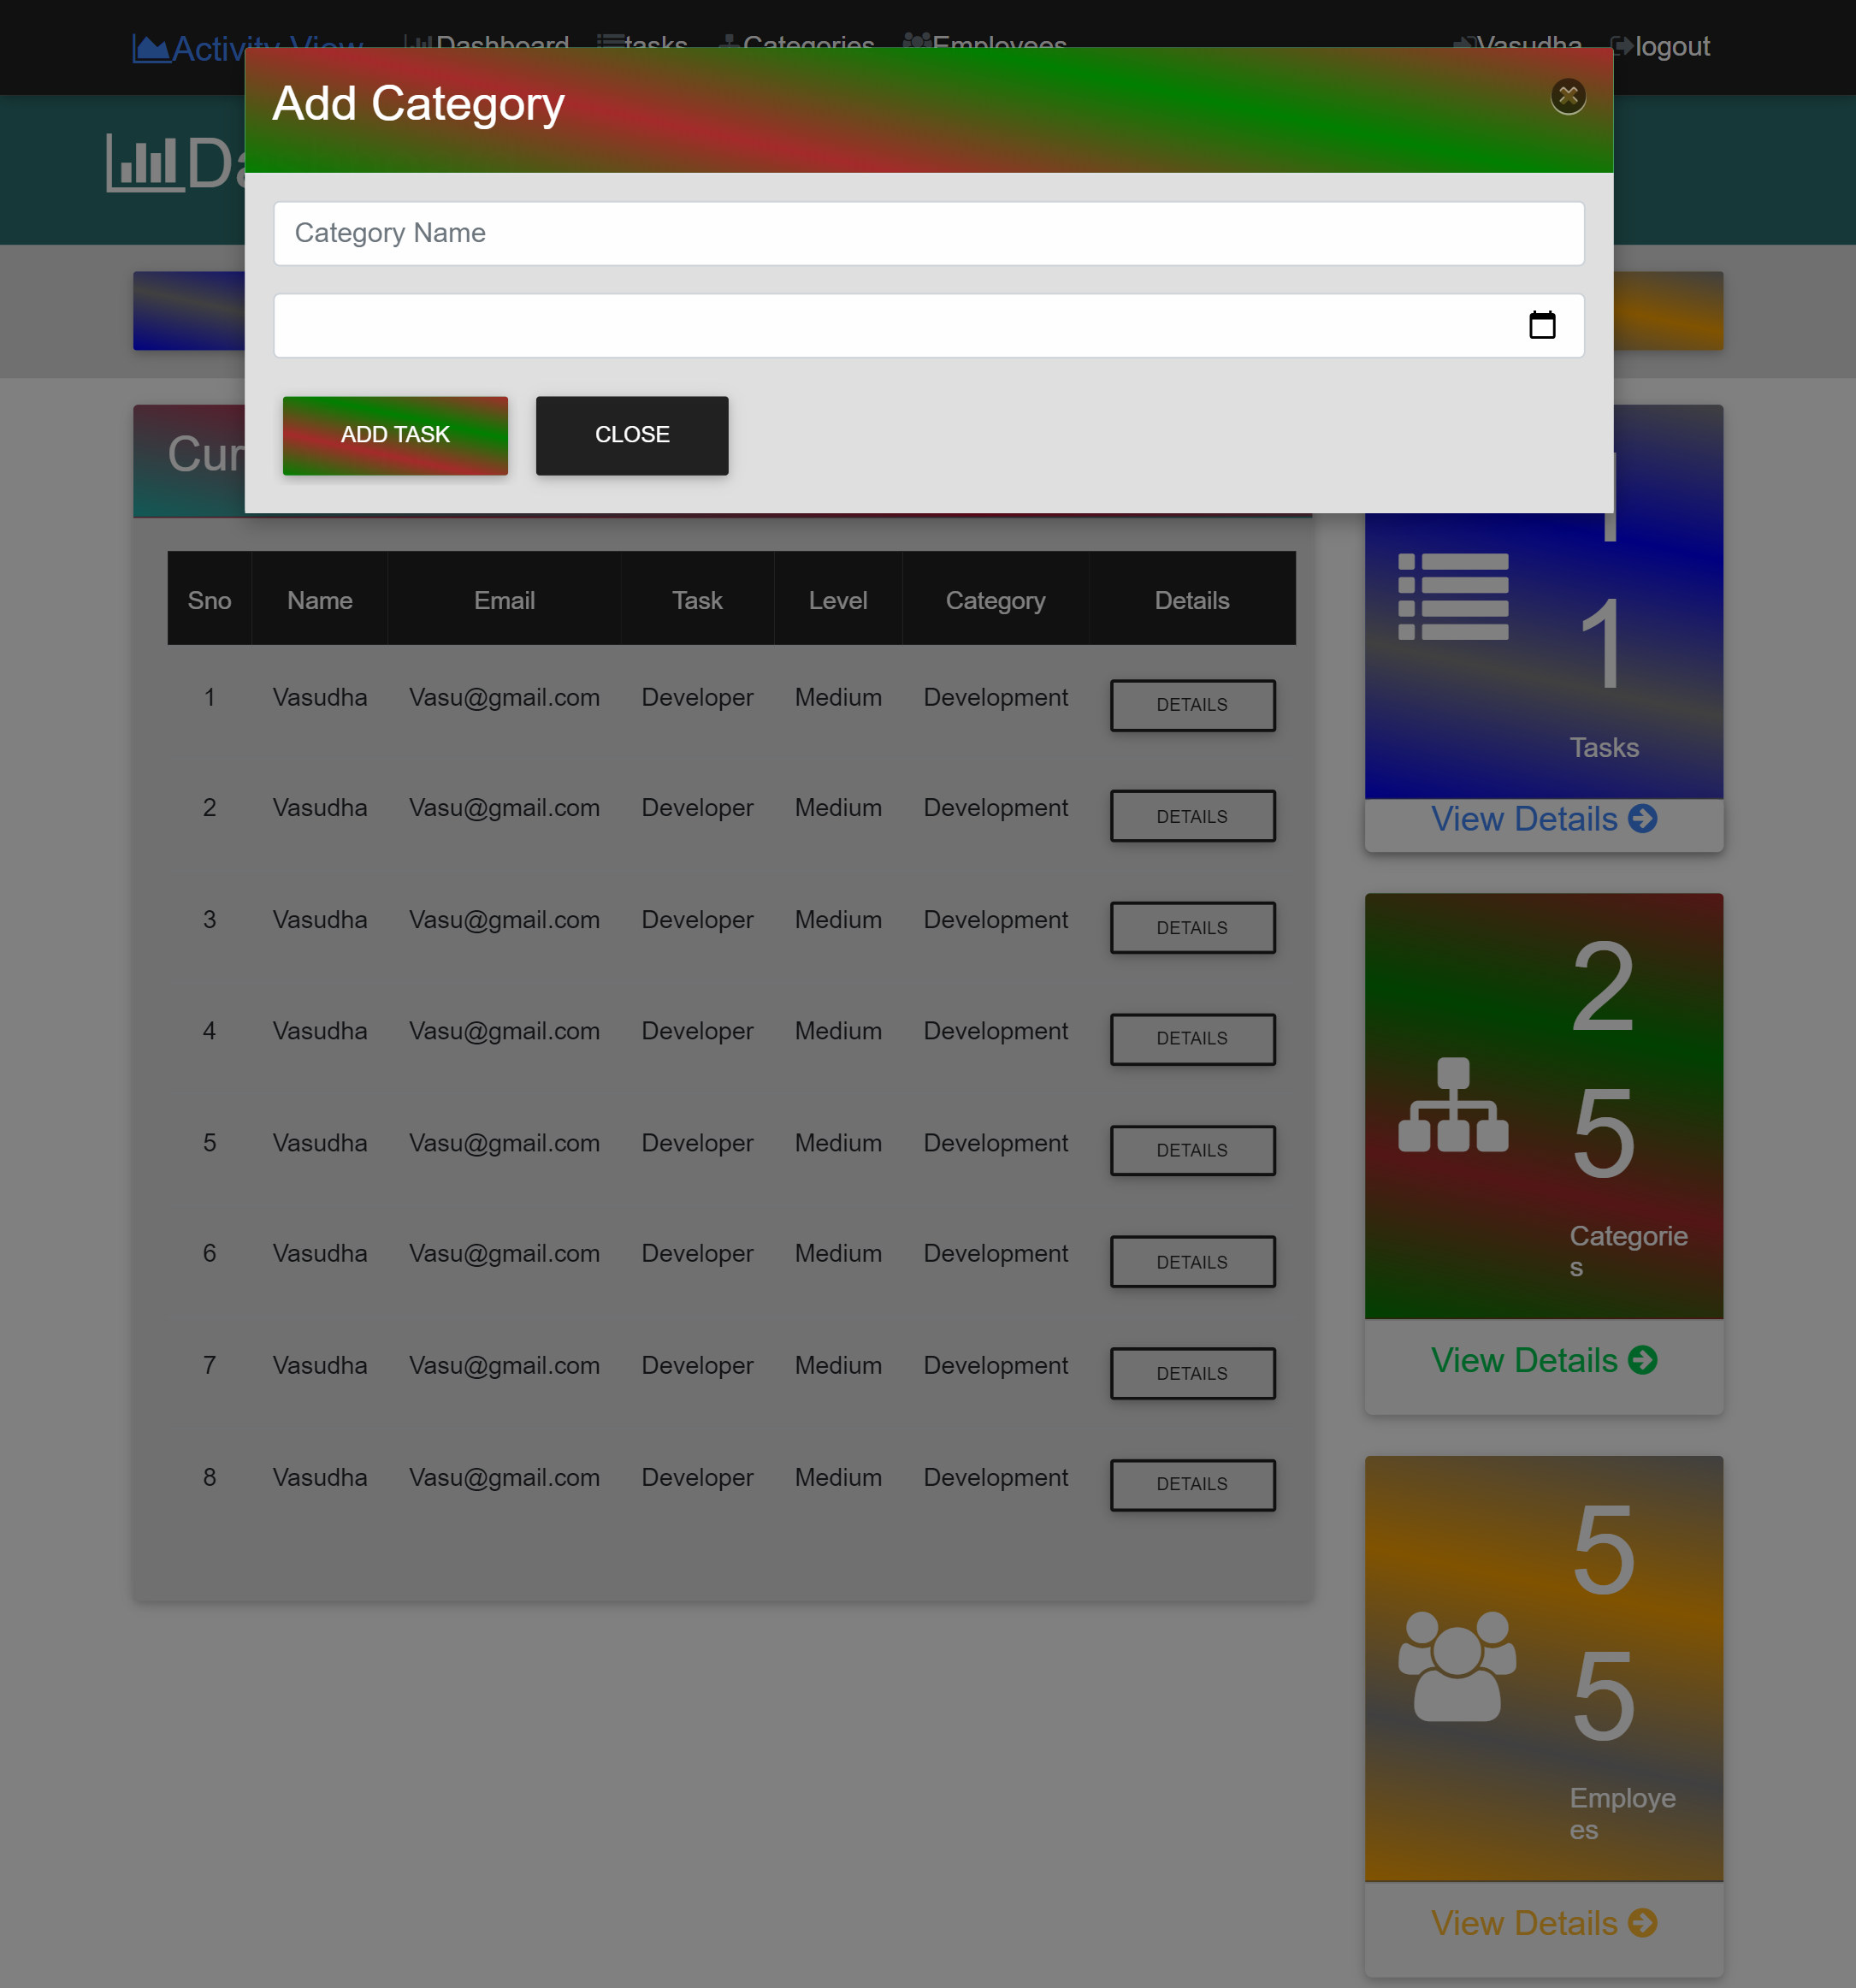 Activity View Dashboard tasks Categories Employees Vasudha logout
Add Category
Category Name
ADD TASK CLOSE
Sno Name Email Task Level Category Details
1 Vasudha Vasu@gmail.com Developer Medium Development DETAILS
2 Vasudha Vasu@gmail.com Developer Medium Development DETAILS
3 Vasudha Vasu@gmail.com Developer Medium Development DETAILS
4 Vasudha Vasu@gmail.com Developer Medium Development DETAILS
5 Vasudha Vasu@gmail.com Developer Medium Development DETAILS
6 Vasudha Vasu@gmail.com Developer Medium Development DETAILS
7 Vasudha Vasu@gmail.com Developer Medium Development DETAILS
8 Vasudha Vasu@gmail.com Developer Medium Development DETAILS
1
1
Tasks
View Details
2
5
Categorie
s
View Details
5
5
Employe
es
View Details